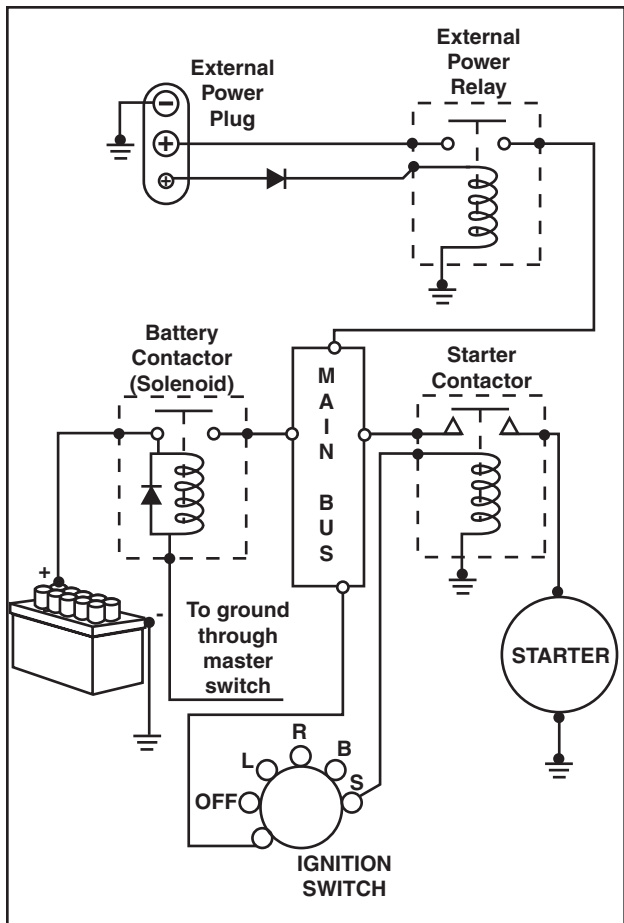 External
Power
Relay
External
Power
Plug
−
+
+
Battery
Contactor
(Solenoid)
M
A
I
N
B
U
S
Starter
Contactor
+
-
To ground
through
master
switch
STARTER
R
L
B
OFF
S
IGNITION
SWITCH